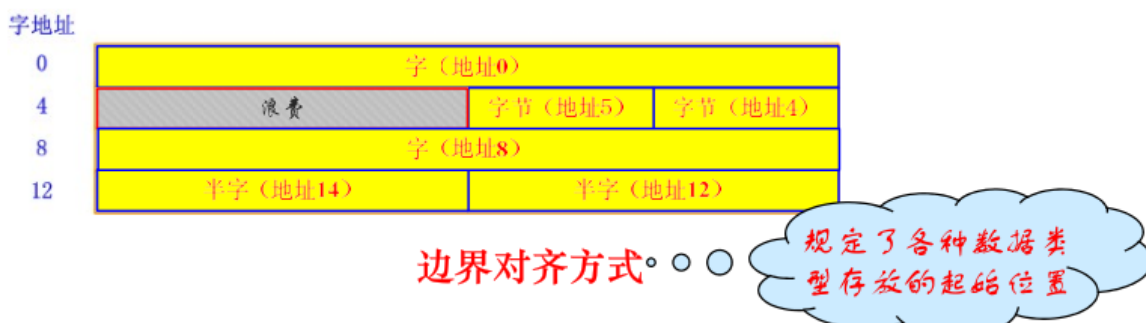 字地址
0 字（地址0）
4 浪费 字节（地址5） 字节（地址4）
8 字（地址8）
12 半字（地址14） 半字（地址12）
边界对齐方式
规定了各种数据类
型存放的起始位置